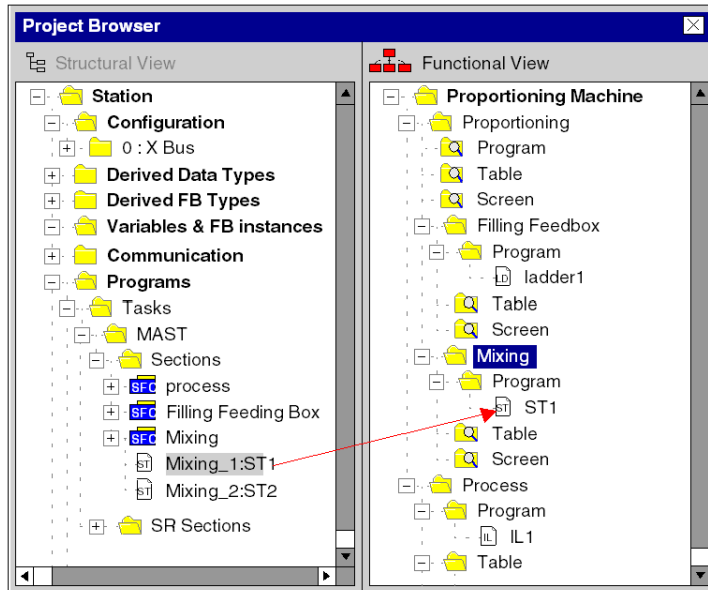 Project Browser
Structural View
Station
Configuration
0 : X Bus
Derived Data Types
Derived FB Types
Variables & FB instances
Communication
Programs
Tasks
MAST
Sections
SFC process
SFC Filling Feeding Box
SFC Mixing
ST Mixing_1:ST1
ST Mixing_2:ST2
SR Sections
Functional View
Proportioning Machine
Proportioning
Program
Table
Screen
Filling Feedbox
Program
LD ladder1
Table
Screen
Mixing
Program
ST ST1
Table
Screen
Process
Program
IL IL1
Table